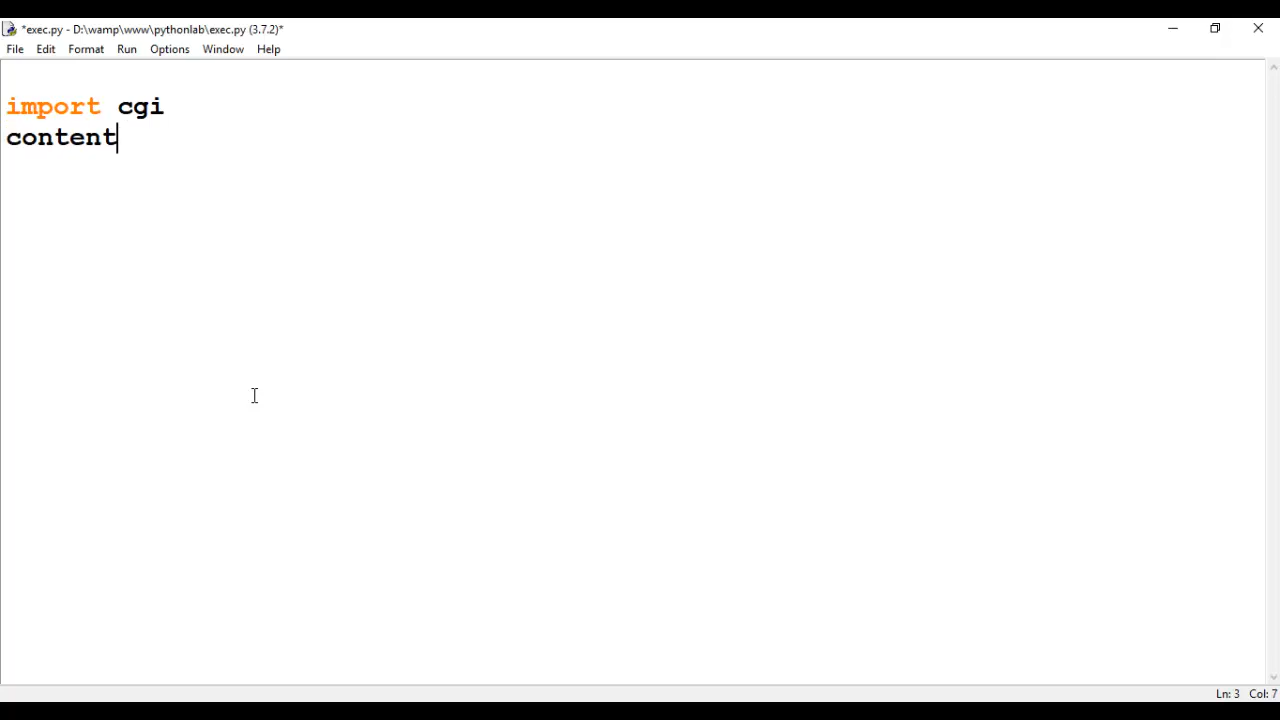 *exec.py - D:\wamp\www\pythonlab\exec.py (3.7.2)*
File Edit Format Run Options Window Help
import cgi
content
Ln: 3 Col: 7